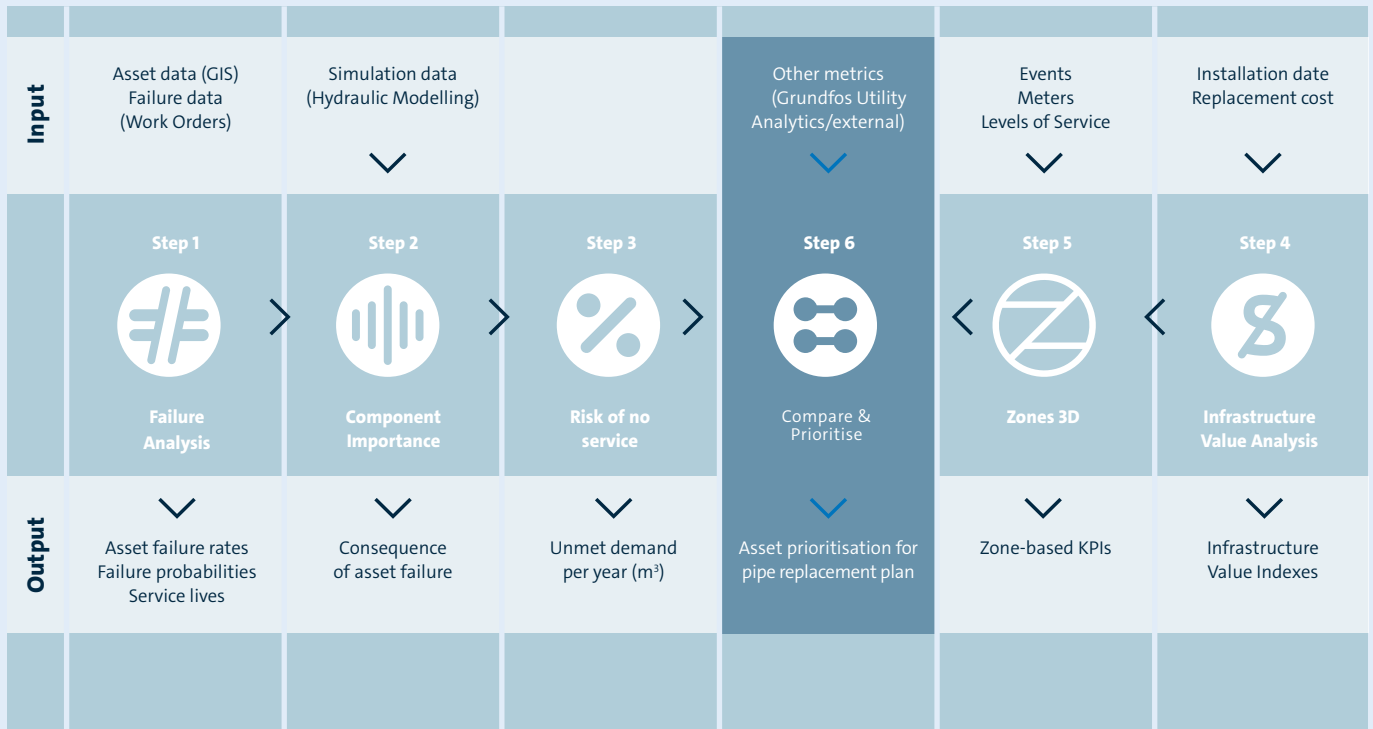 Input
Asset data (GIS)
Failure data
(Work Orders)
Simulation data
(Hydraulic Modelling)
Other metrics
(Grundfos Utility
Analytics/external)
Events
Meters
Levels of Service
Installation date
Replacement cost
Step 1
Step 2
Step 3
Step 6
Step 5
Step 4
Failure
Analysis
Component
Importance
Risk of no
service
Compare &
Prioritise
Zones 3D
Infrastructure
Value Analysis
Output
Asset failure rates
Failure probabilities
Service lives
Consequence
of asset failure
Unmet demand
per year (m³)
Asset prioritisation for
pipe replacement plan
Zone-based KPIs
Infrastructure
Value Indexes